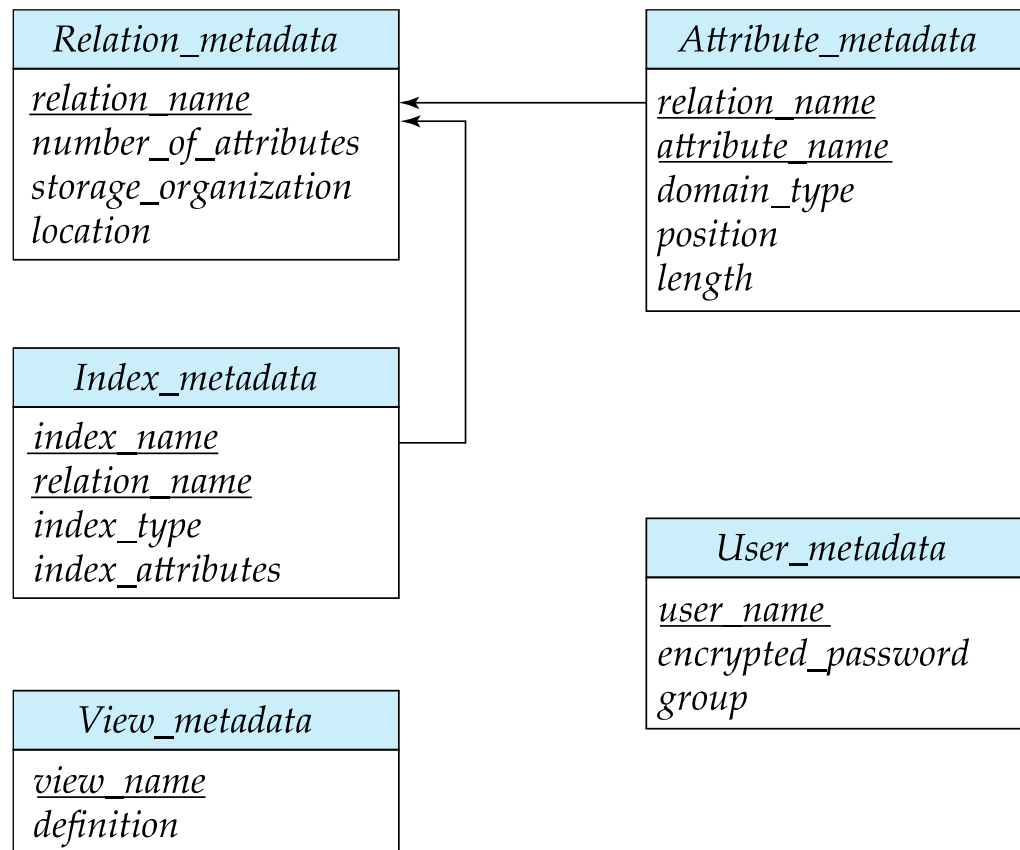 Relation_metadata
relation_name
number_of_attributes
storage_organization
location
Attribute_metadata
relation_name
attribute_name
domain_type
position
length
Index_metadata
index_name
relation_name
index_type
index_attributes
User_metadata
user_name
encrypted_password
group
View_metadata
view_name
definition